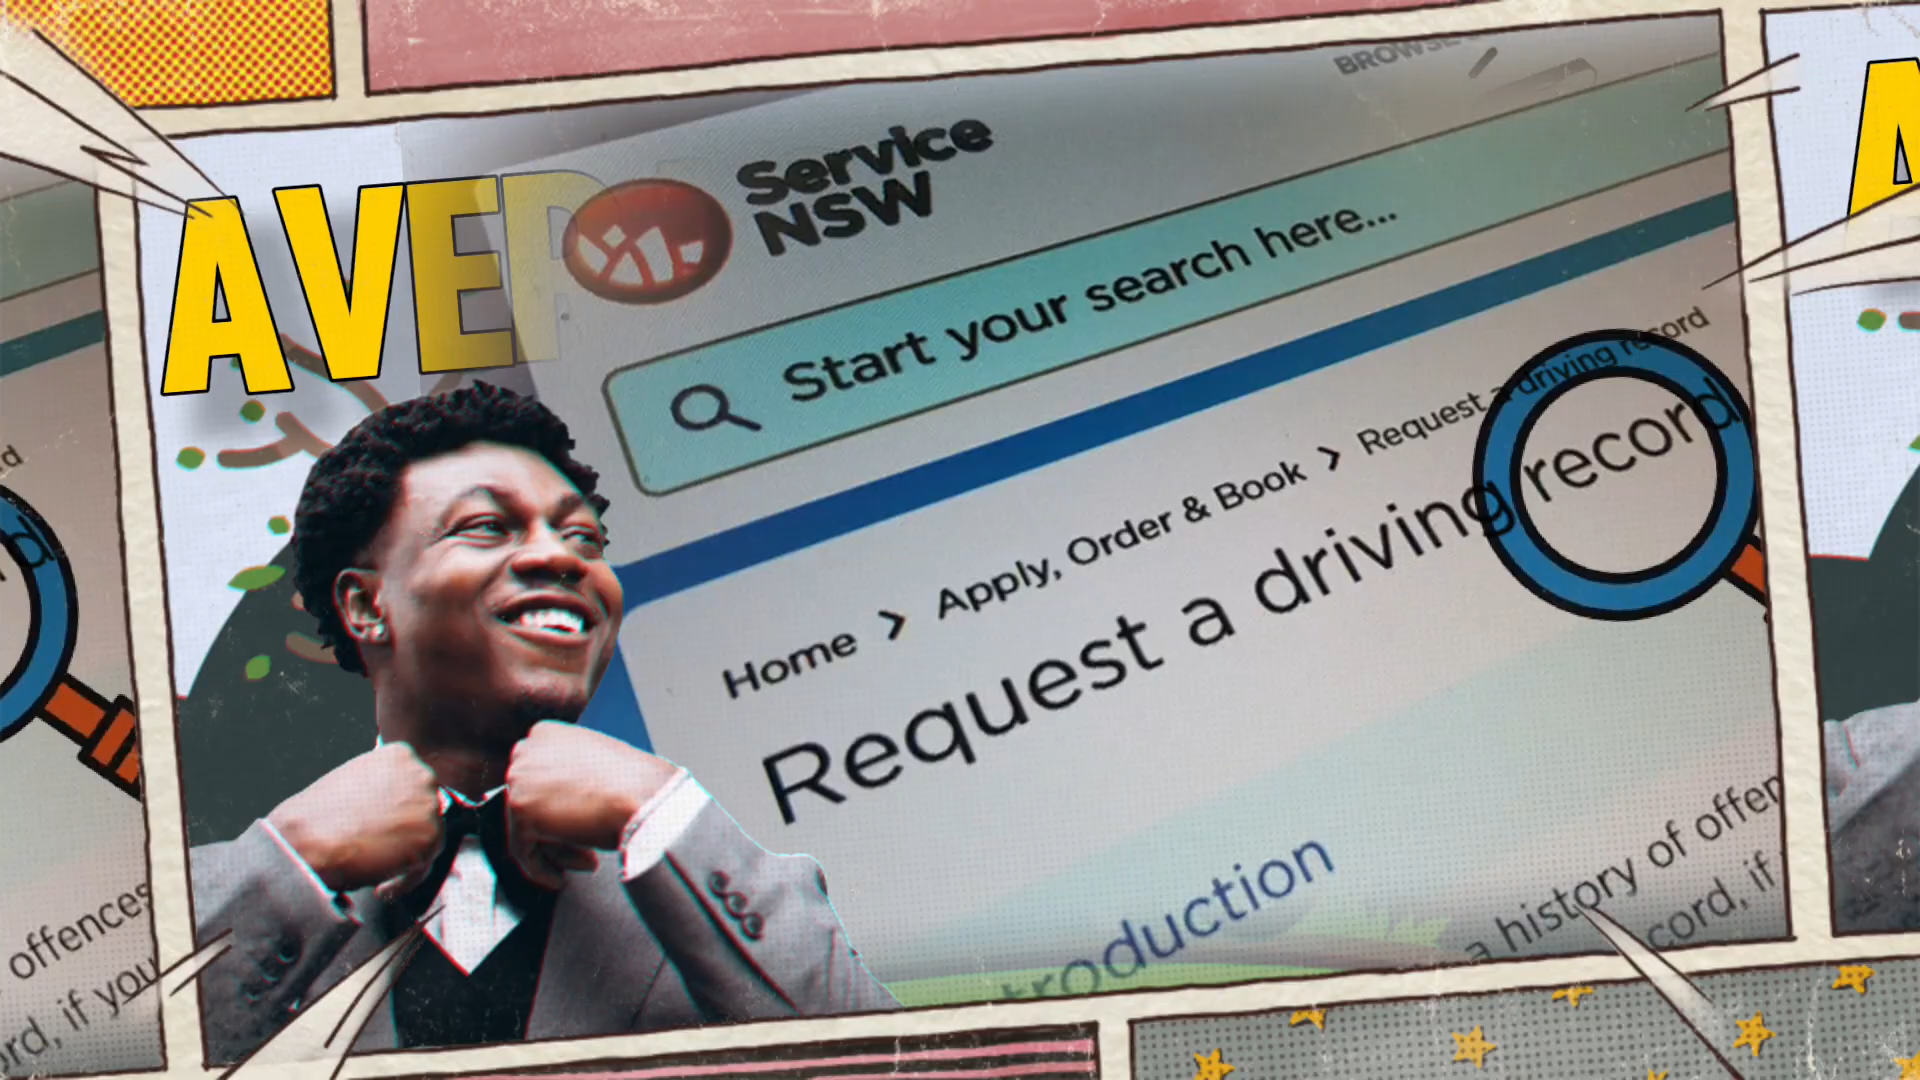 BROWSE
AVER
Service
NSW
Start your search here...
Home > Apply, Order & Book > Request a driving record
Request a driving record
troduction
a history of offen
cord, if
offences
rd, if you